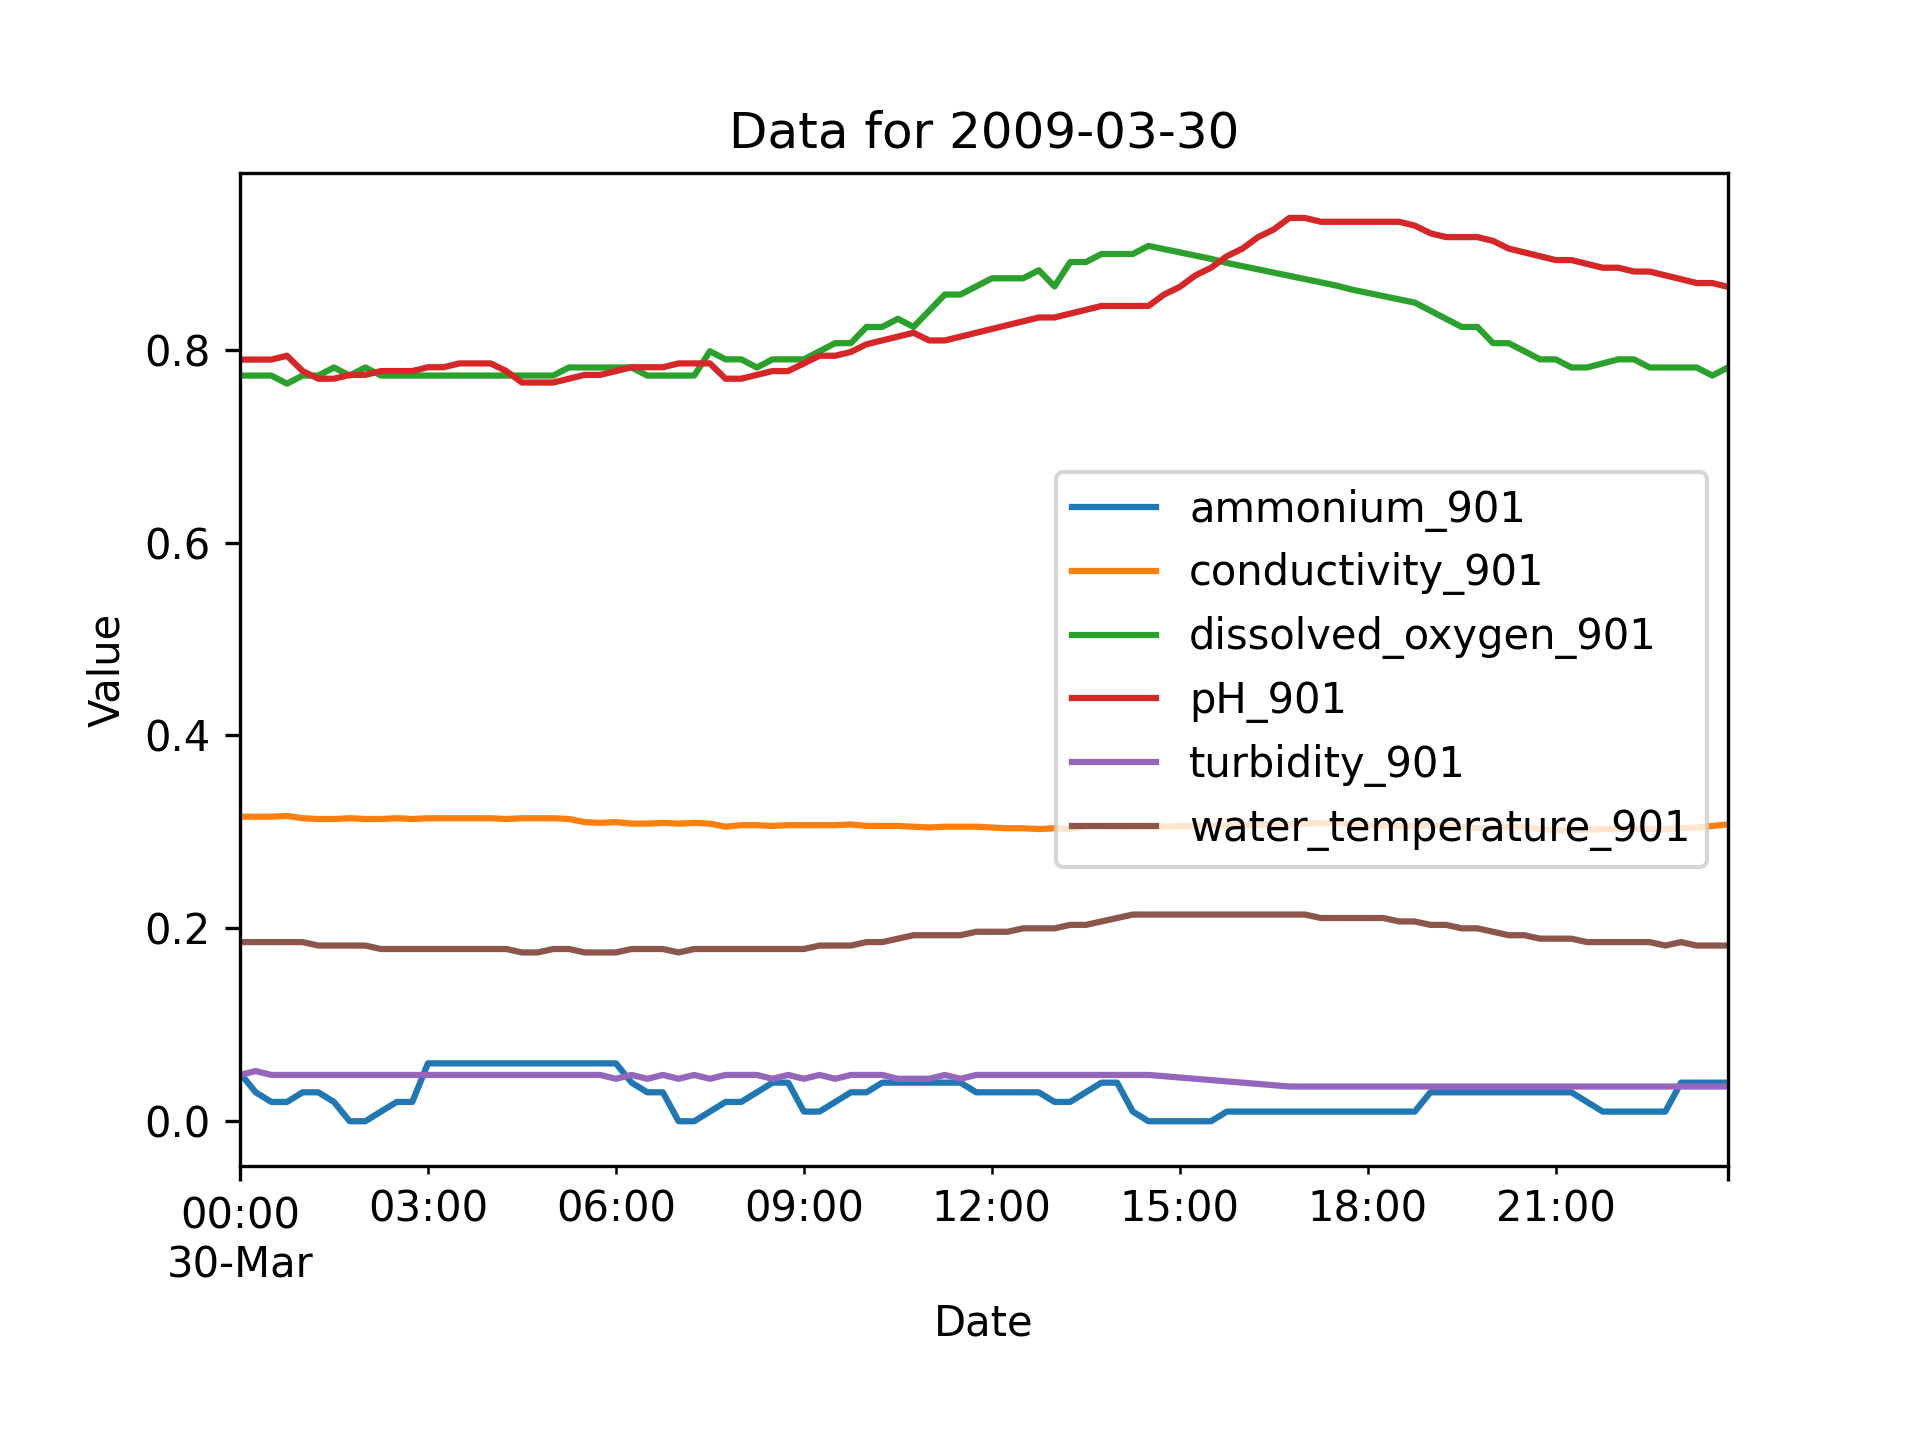 Data for 2009-03-30
Value
0.8
0.6
0.4
0.2
0.0
ammonium_901
conductivity_901
dissolved_oxygen_901
pH_901
turbidity_901
water_temperature_901
00:00 03:00 06:00 09:00 12:00 15:00 18:00 21:00
30-Mar
Date